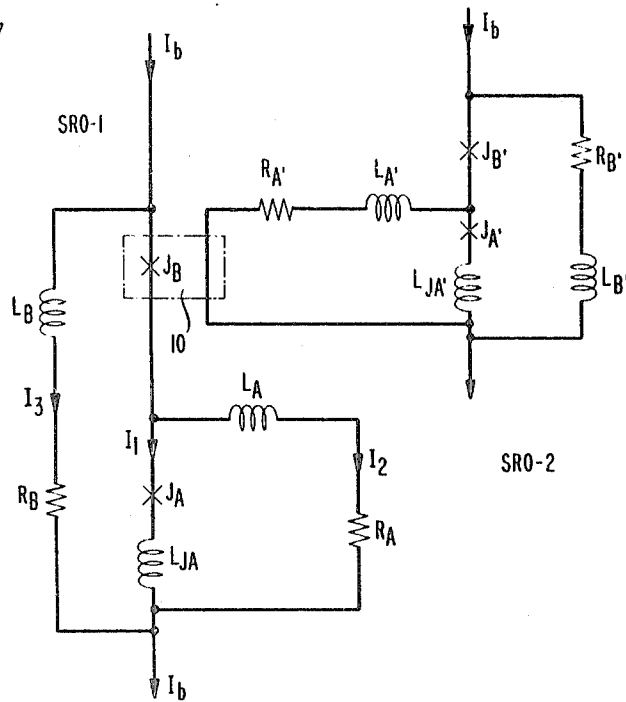 I_b
I_b
SRO-1
J_B'
R_B'
R_A'
L_A'
J_A'
J_B
L_JA'
L_B'
L_B
10
L_A
I_3
I_1
I_2
SRO-2
R_B
J_A
R_A
L_JA
I_b